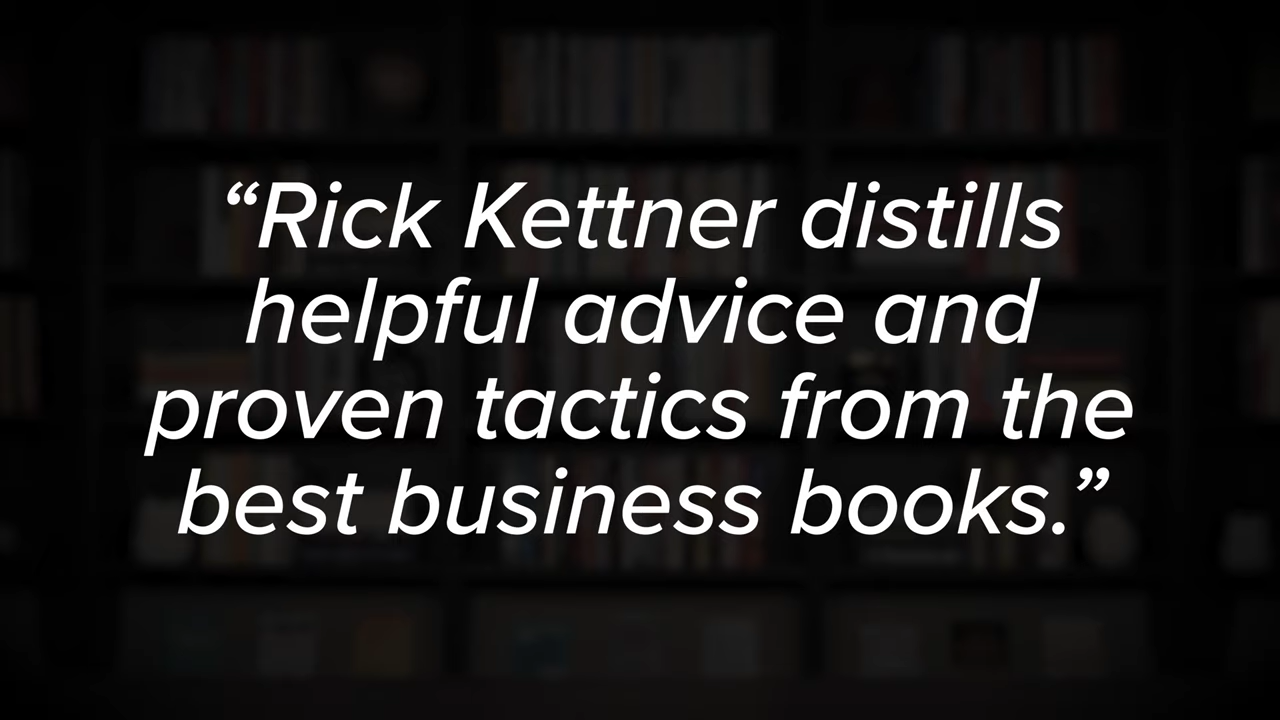 “Rick Kettner distills
helpful advice and
proven tactics from the
best business books.”